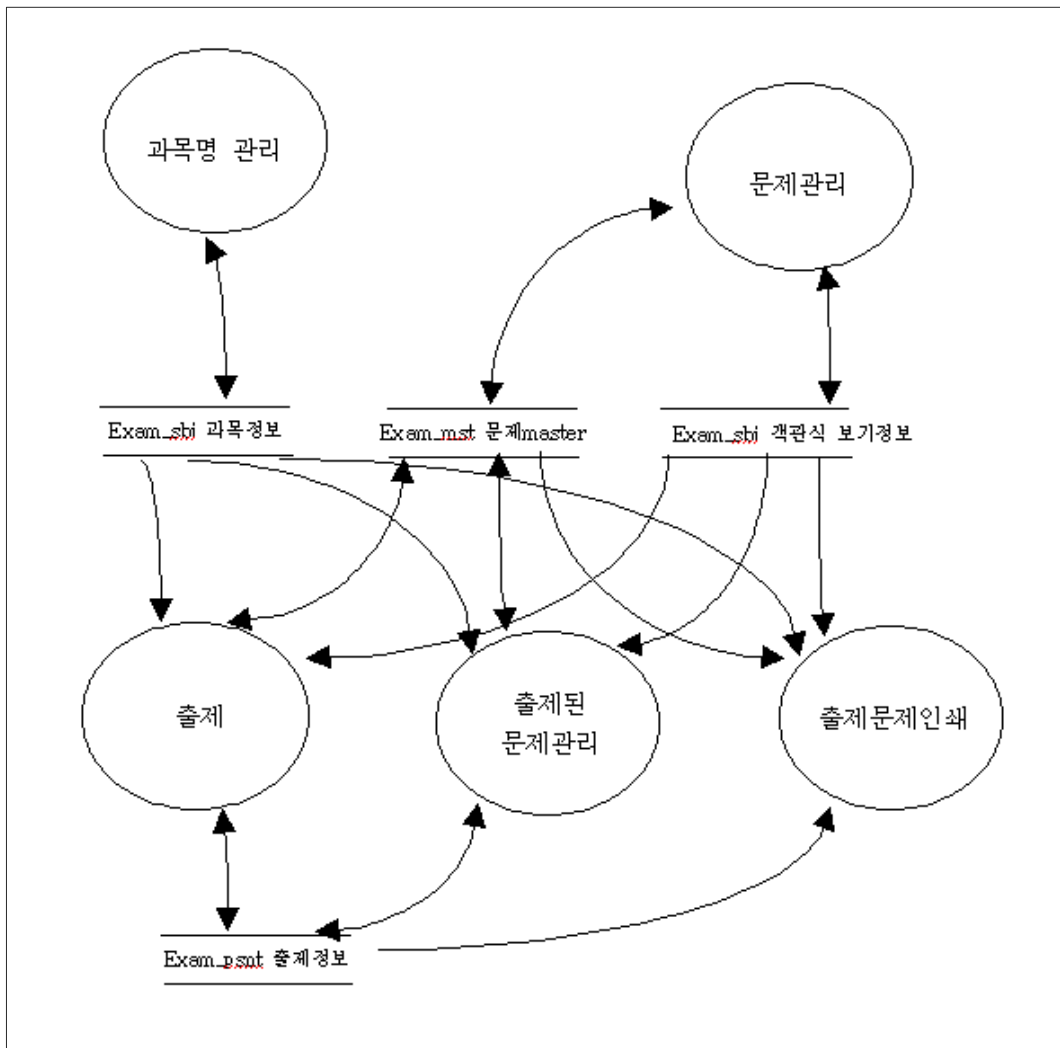 과목명 관리
문제관리
Exam_sbj 과목정보
Exam_mst 문제master
Exam_sbj 객관식 보기정보
출제
출제된
문제관리
출제문제인쇄
Exam_psnt 출제정보